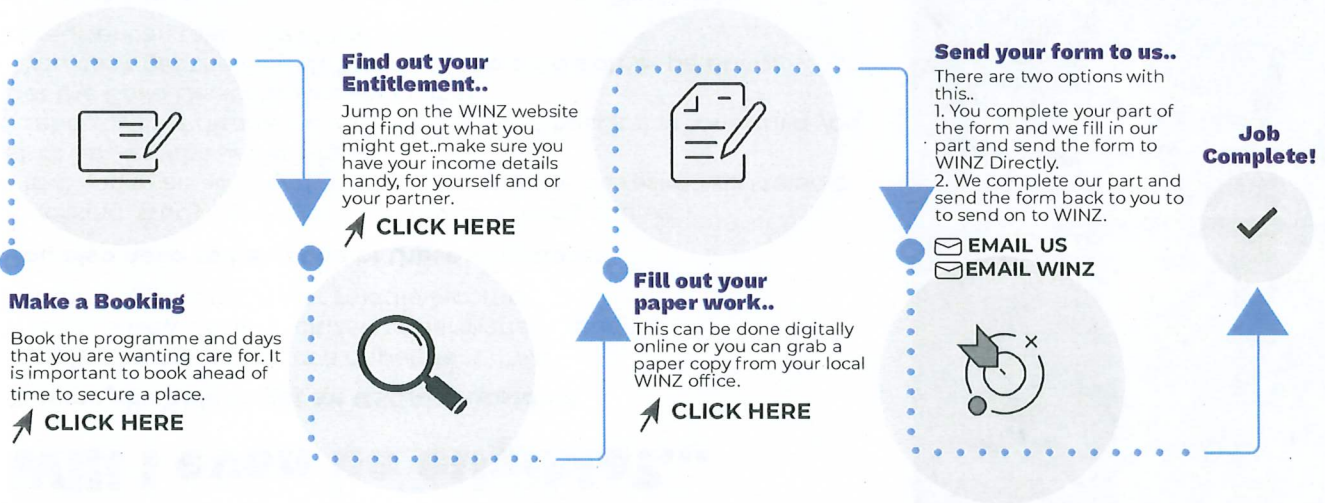 Make a Booking
Book the programme and days
that you are wanting care for. It
is important to book ahead of
time to secure a place.
CLICK HERE
Find out your
Entitlement..
Jump on the WINZ website
and find out what you
might get..make sure you
have your income details
handy, for yourself and or
your partner.
CLICK HERE
Fill out your
paper work..
This can be done digitally
online or you can grab a
paper copy from your local
WINZ office.
CLICK HERE
Send your form to us..
There are two options with
this..
1. You complete your part of
the form and we fill in our
part and send the form to
WINZ Directly.
2. We complete our part and
send the form back to you to
to send on to WINZ.
EMAIL US
EMAIL WINZ
Job
Complete!